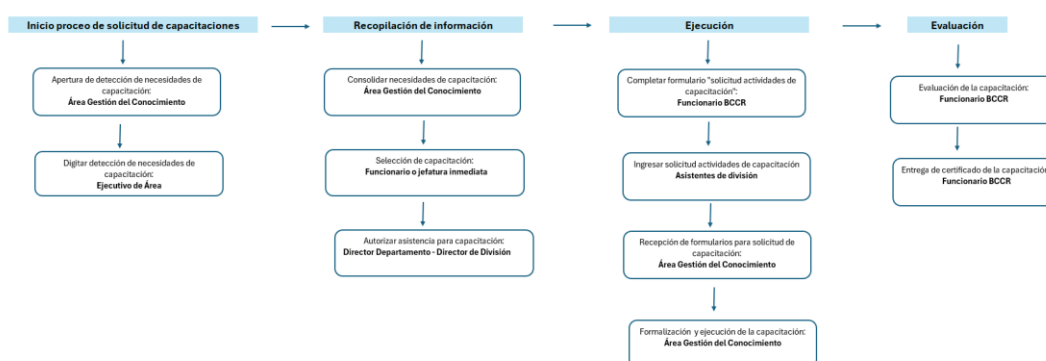 Inicio proceo de solicitud de capacitaciones
Apertura de detección de necesidades de
capacitación:
Área Gestión del Conocimiento
Digitar detección de necesidades de
capacitación:
Ejecutivo de Área
Recopilación de información
Consolidar necesidades de capacitación:
Área Gestión del Conocimiento
Selección de capacitación:
Funcionario o jefatura inmediata
Autorizar asistencia para capacitación:
Director Departamento - Director de División
Ejecución
Completar formulario "solicitud actividades de
capacitación":
Funcionario BCCR
Ingresar solicitud actividades de capacitación
Asistentes de división
Recepción de formularios para solicitud de
capacitación:
Área Gestión del Conocimiento
Formalización y ejecución de la capacitación:
Área Gestión del Conocimiento
Evaluación
Evaluación de la capacitación:
Funcionario BCCR
Entrega de certificado de la capacitación
Funcionario BCCR